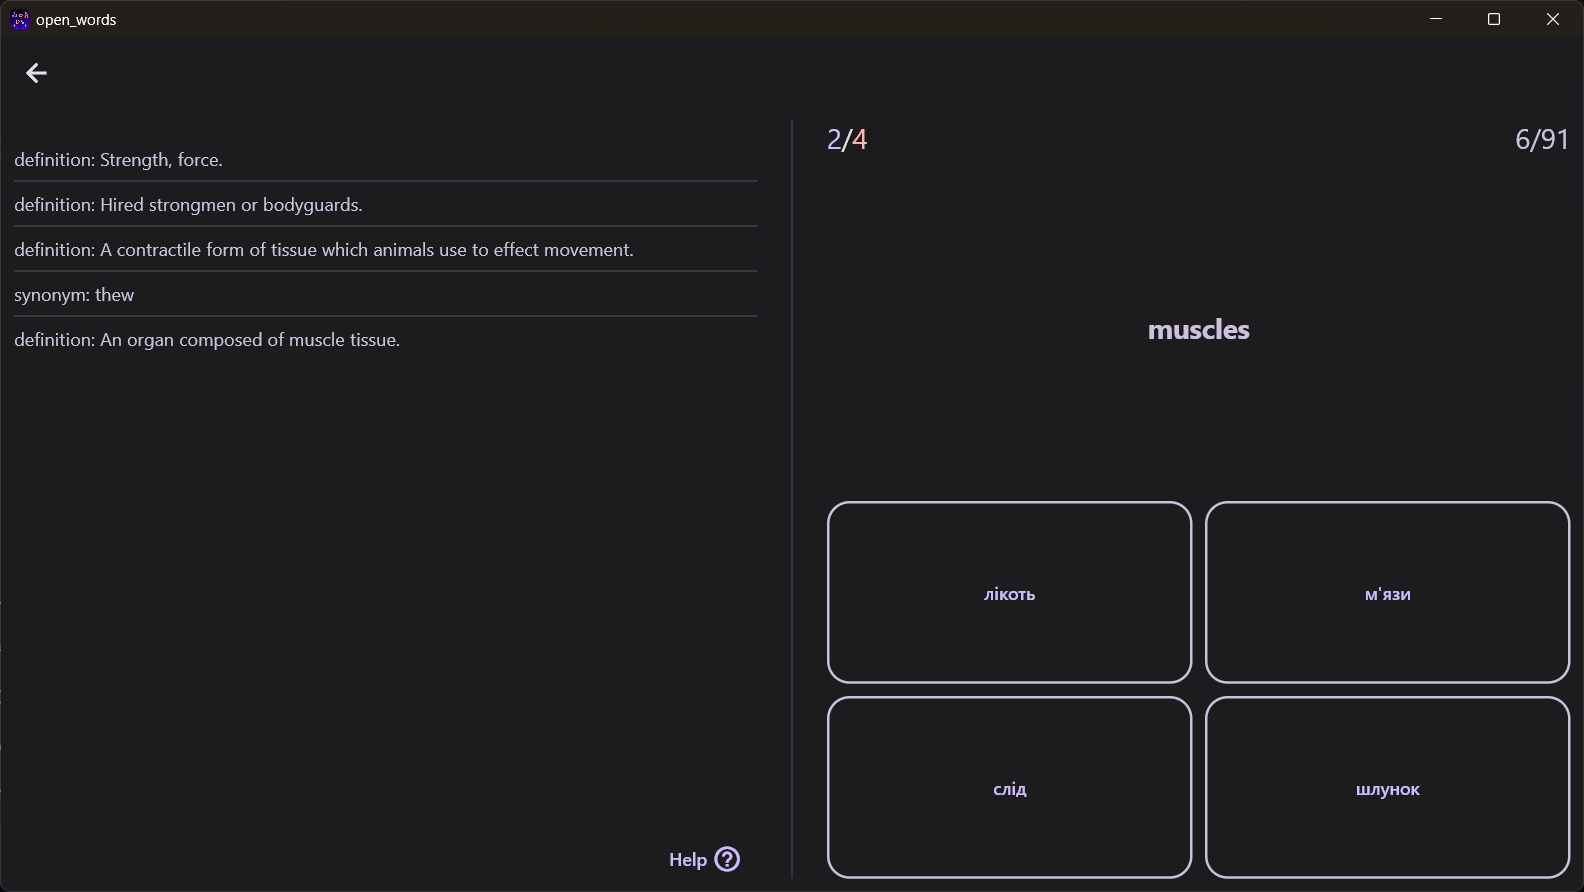 open_words
definition: Strength, force.
definition: Hired strongmen or bodyguards.
definition: A contractile form of tissue which animals use to effect movement.
synonym: thew
definition: An organ composed of muscle tissue.
Help
2/4
6/91
muscles
лікоть
м'язи
слід
шлунок